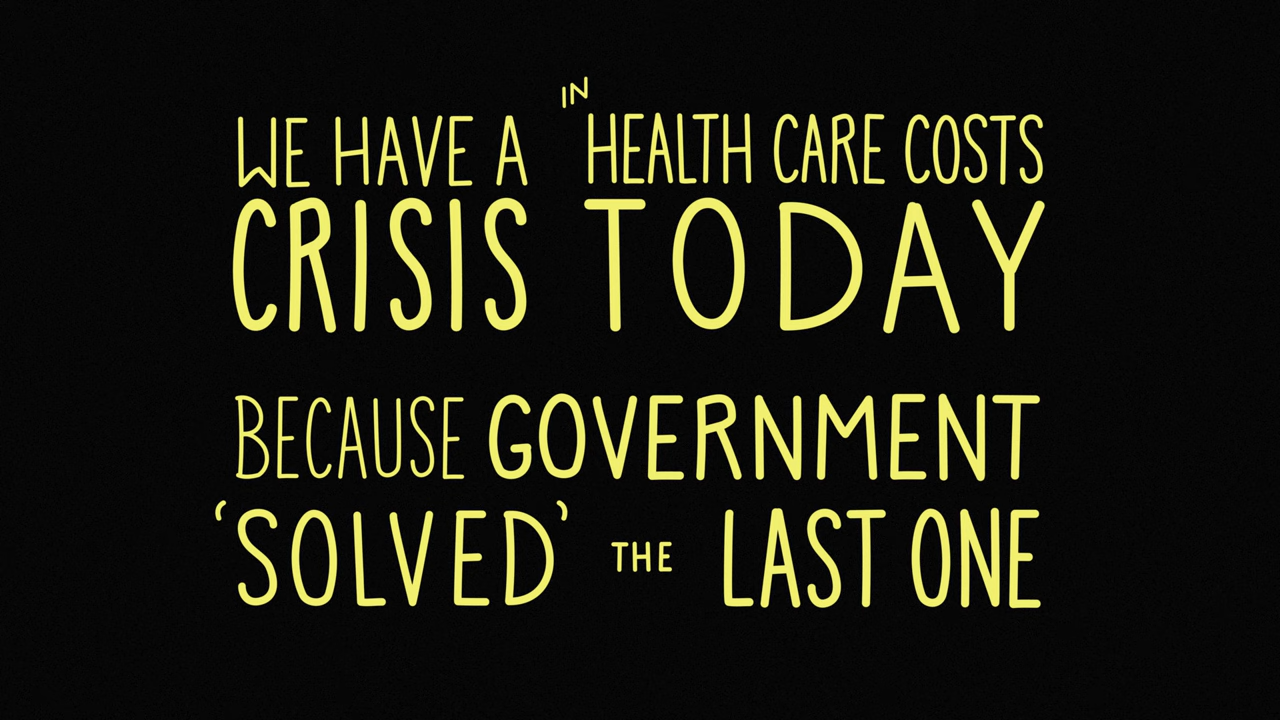 WE HAVE A IN HEALTH CARE COSTS
CRISIS TODAY
BECAUSE GOVERNMENT
‘SOLVED’ THE LAST ONE